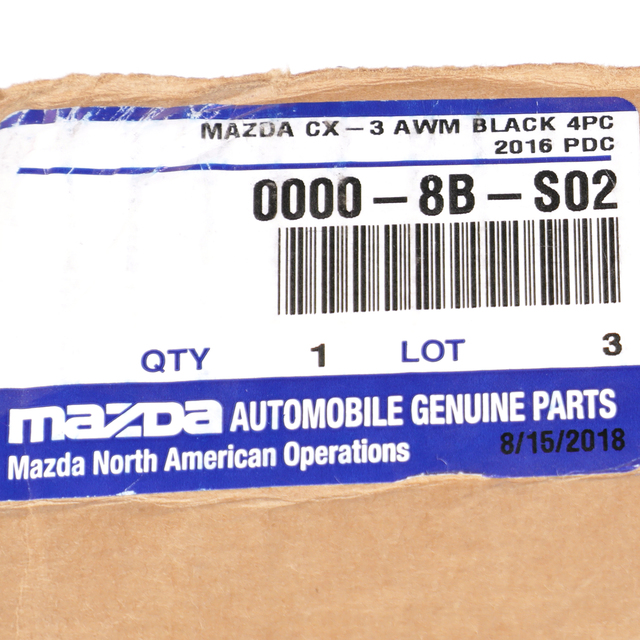 MAZDA CX-3 AWM BLACK 4PC
2016 PDC
0000-8B-S02
QTY 1 LOT 3
mazda AUTOMOBILE GENUINE PARTS
8/15/2018
Mazda North American Operations